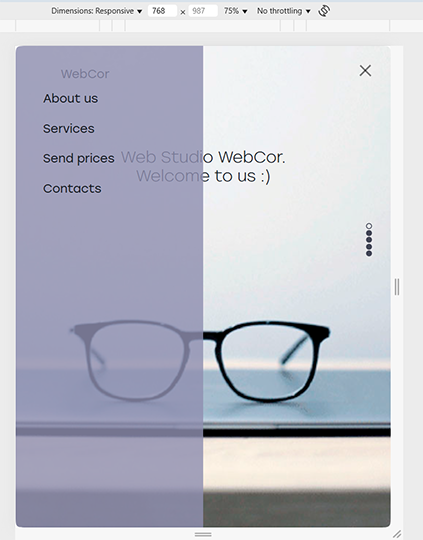 Dimensions: Responsive ▼ 768 × 987 75% ▼ No throttling ▼
WebCor
About us
Services
Send prices
Contacts
Web Studio WebCor.
Welcome to us :)